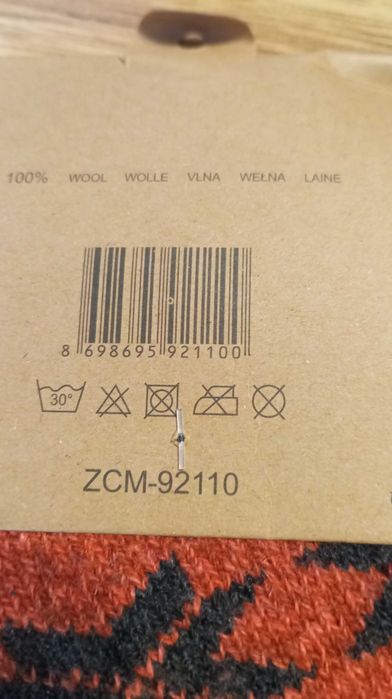 100% WOOL WOLLE VLNA WEŁNA LAINE
8 698695 921100
30°
ZCM-92110